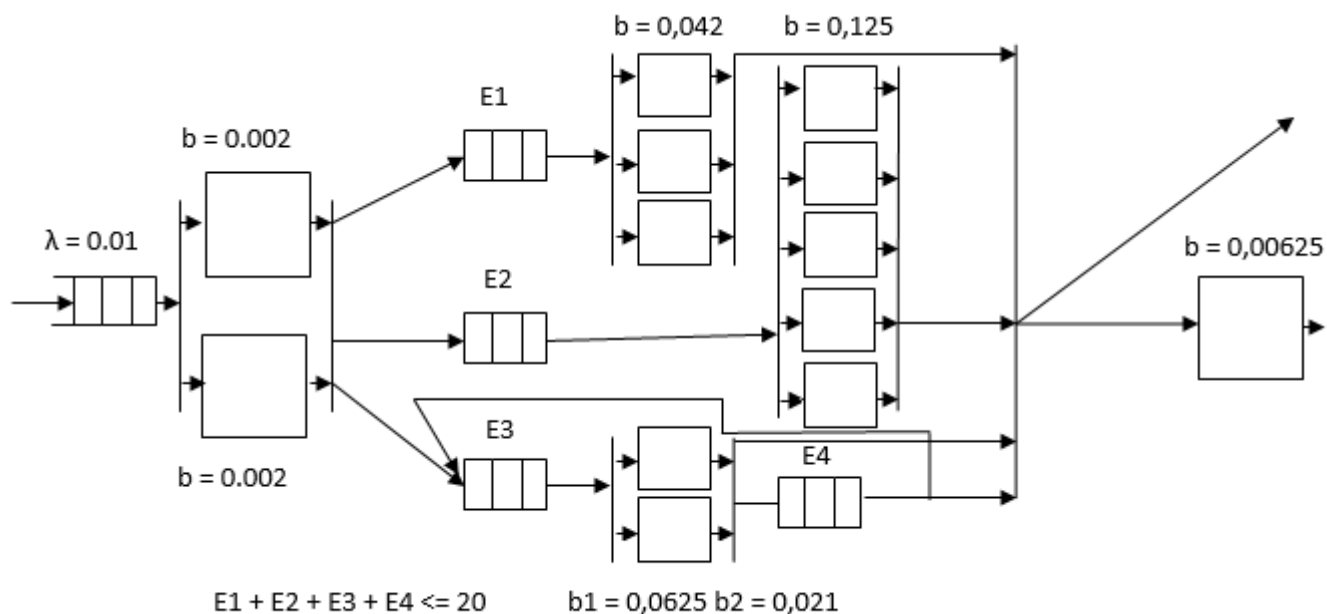 b = 0,042
b = 0,125
E1
b = 0.002
λ = 0.01
E2
b = 0,00625
E3
E4
b = 0.002
E1 + E2 + E3 + E4 <= 20
b1 = 0,0625 b2 = 0,021